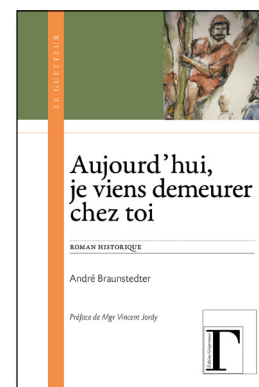 LE GUETTEUR
Aujourd'hui,
je viens demeurer
chez toi
ROMAN HISTORIQUE
André Braunstedter
Préface de Mgr Vincent Jordy